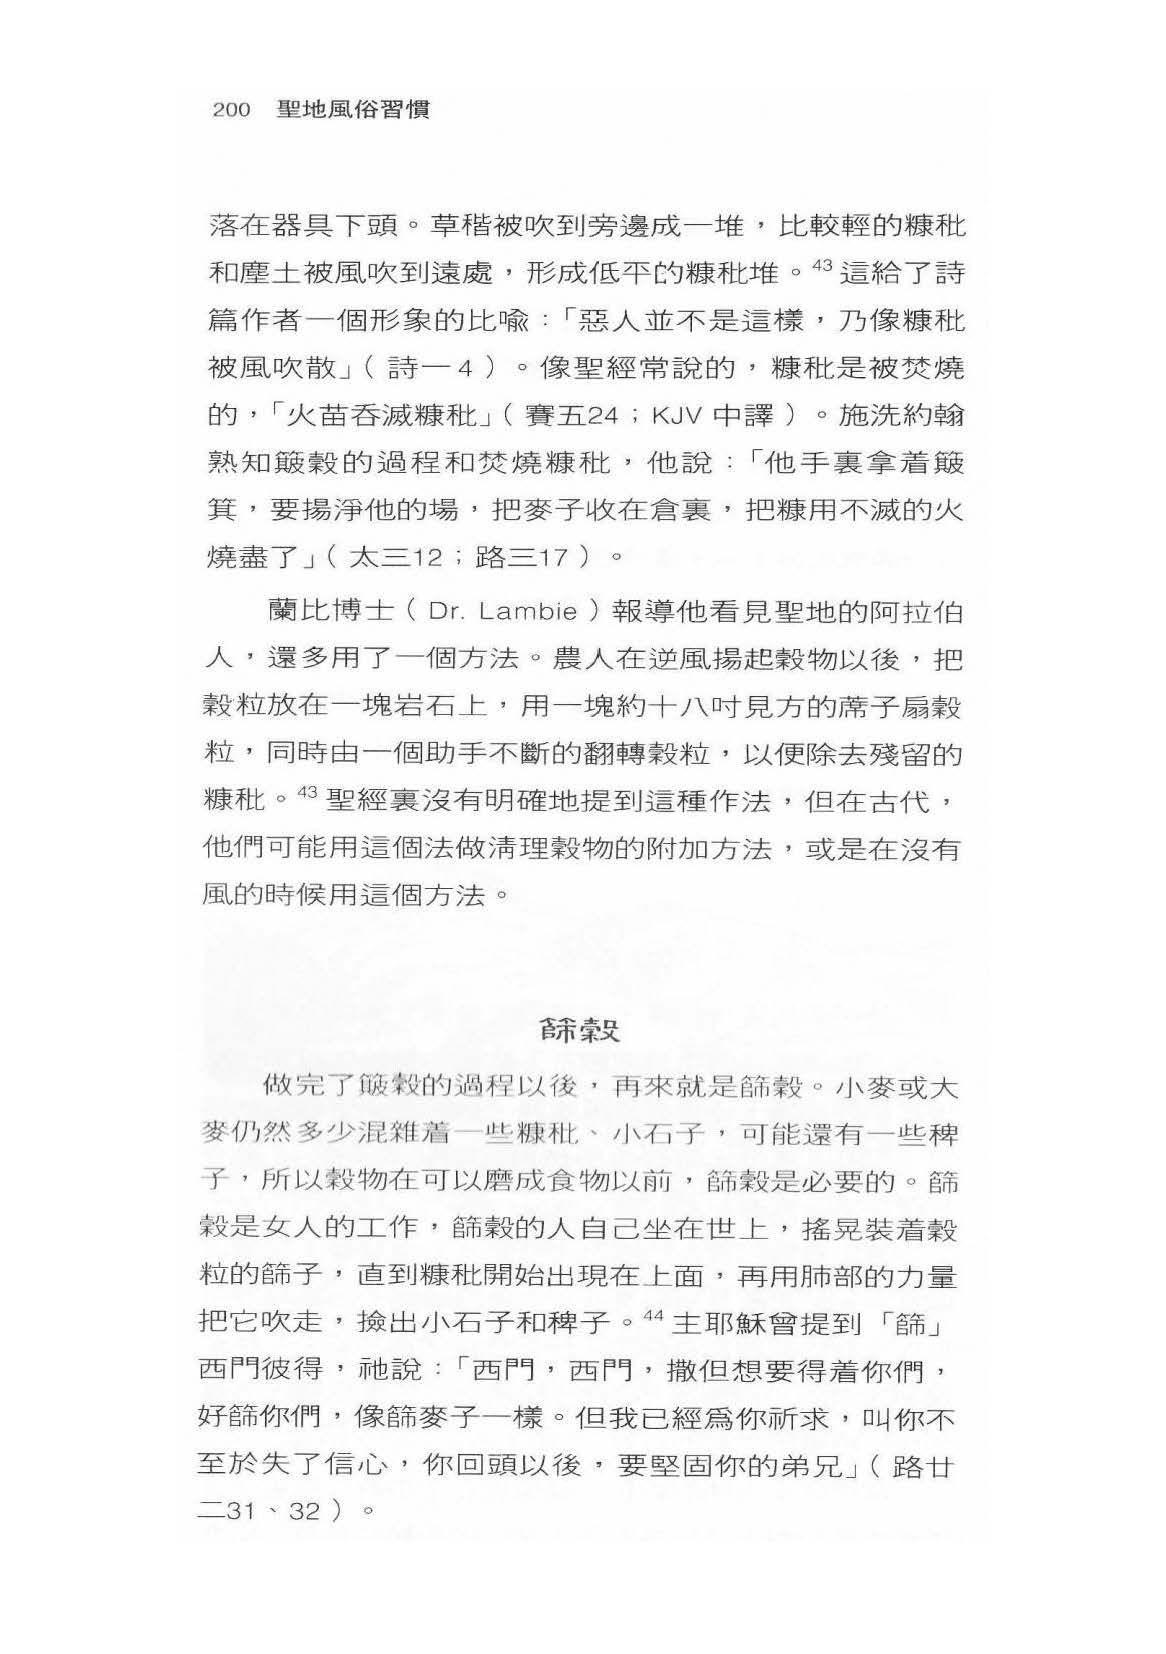 200 聖地風俗習慣
落在器具下頭。草稭被吹到旁邊成一堆，比較輕的糠秕
和塵土被風吹到遠處，形成低平的糠秕堆。43 這給了詩
篇作者一個形象的比喩：「惡人並不是這樣，乃像糠秕
被風吹散」（詩一4）。像聖經常說的，糠秕是被焚燒
的，「火苗吞滅糠秕」（賽五24；KJV 中譯）。施洗約翰
熟知簸穀的過程和焚燒糠秕，他說：「他手裏拿着簸
箕，要揚淨他的場，把麥子收在倉裏，把糠用不滅的火
燒盡了」（太三12；路三17）。
蘭比博士（Dr. Lambie）報導他看見聖地的阿拉伯
人，還多用了一個方法。農人在逆風揚起穀物以後，把
穀粒放在一塊岩石上，用一塊約十八吋見方的蓆子扇穀
粒，同時由一個助手不斷的翻轉穀粒，以便除去殘留的
糠秕。43 聖經裏沒有明確地提到這種作法，但在古代，
他們可能用這個法做清理穀物的附加方法，或是在沒有
風的時候用這個方法。
篩穀
做完了簸穀的過程以後，再來就是篩穀。小麥或大
麥仍然多少混雜着一些糠秕、小石子，可能還有一些稗
子，所以穀物在可以磨成食物以前，篩穀是必要的。篩
穀是女人的工作，篩穀的人自己坐在世上，搖晃裝着穀
粒的篩子，直到糠秕開始出現在上面，再用肺部的力量
把它吹走，撿出小石子和稗子。44 主耶穌曾提到「篩」
西門彼得，祂說：「西門，西門，撒但想要得着你們，
好篩你們，像篩麥子一樣。但我已經爲你祈求，叫你不
至於失了信心，你回頭以後，要堅固你的弟兄」（路廿
二31、32）。